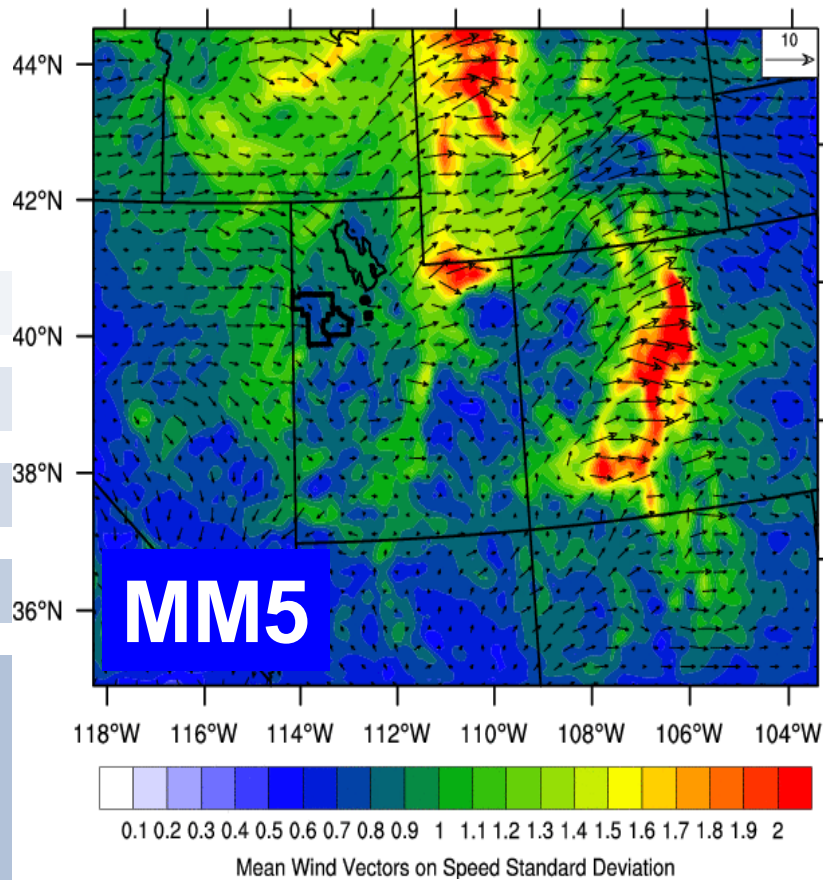 10
44°N
42°N
40°N
38°N
36°N
MM5
118°W 116°W 114°W 112°W 110°W 108°W 106°W 104°W
0.1 0.2 0.3 0.4 0.5 0.6 0.7 0.8 0.9 1 1.1 1.2 1.3 1.4 1.5 1.6 1.7 1.8 1.9 2
Mean Wind Vectors on Speed Standard Deviation